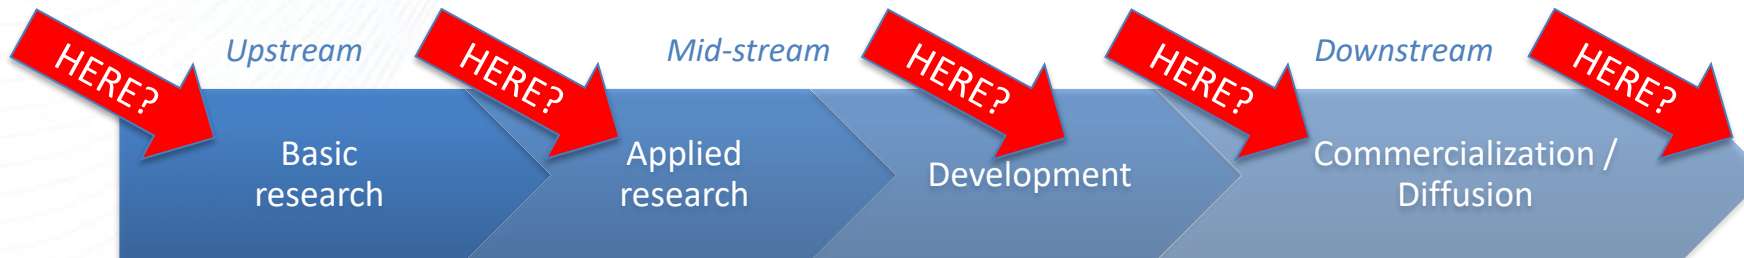 Upstream
Mid-stream
Downstream
HERE?
HERE?
HERE?
HERE?
HERE?
Basic
research
Applied
research
Development
Commercialization /
Diffusion